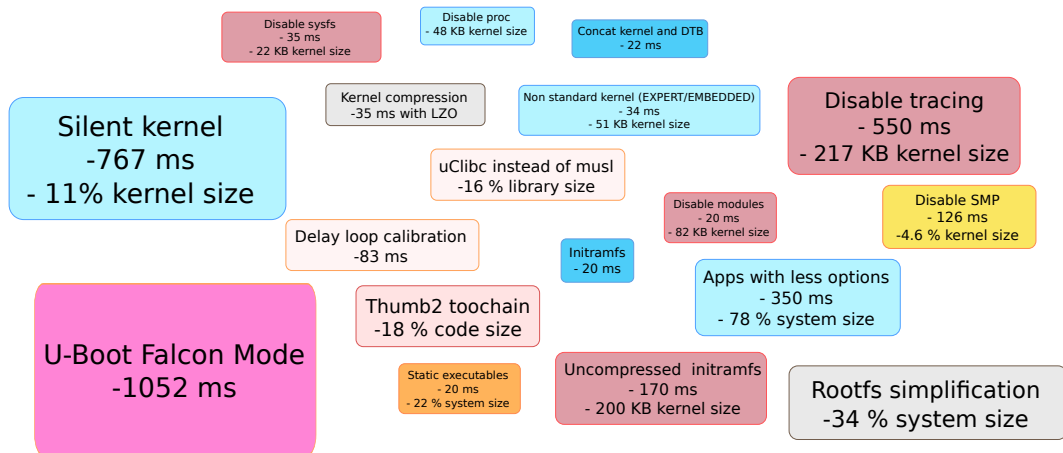 Disable sysfs
- 35 ms
- 22 KB kernel size
Disable proc
- 48 KB kernel size
Concat kernel and DTB
- 22 ms
Silent kernel
-767 ms
- 11% kernel size
Kernel compression
-35 ms with LZO
Non standard kernel (EXPERT/EMBEDDED)
- 34 ms
- 51 KB kernel size
Disable tracing
- 550 ms
- 217 KB kernel size
uClibc instead of musl
-16 % library size
Disable modules
- 20 ms
- 82 KB kernel size
Disable SMP
- 126 ms
-4.6 % kernel size
Delay loop calibration
-83 ms
Initramfs
- 20 ms
Apps with less options
- 350 ms
- 78 % system size
U-Boot Falcon Mode
-1052 ms
Thumb2 toochain
-18 % code size
Static executables
- 20 ms
- 22 % system size
Uncompressed initramfs
- 170 ms
- 200 KB kernel size
Rootfs simplification
-34 % system size